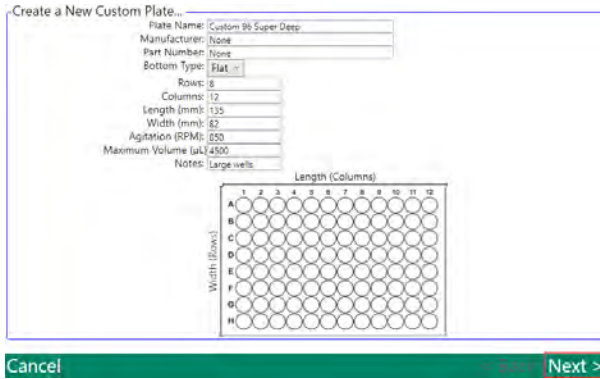 Create a New Custom Plate...
Plate Name: Custom 96 Super Deep
Manufacturer: None
Part Number: None
Bottom Type: Flat
Rows: 8
Columns: 12
Length (mm): 135
Width (mm): 82
Agitation (RPM): 850
Maximum Volume (µL) 4500
Notes: Large wells
Length (Columns)
1 2 3 4 5 6 7 8 9 10 11 12
Width (Rows)
A
B
C
D
E
F
G
H
Cancel
Next >